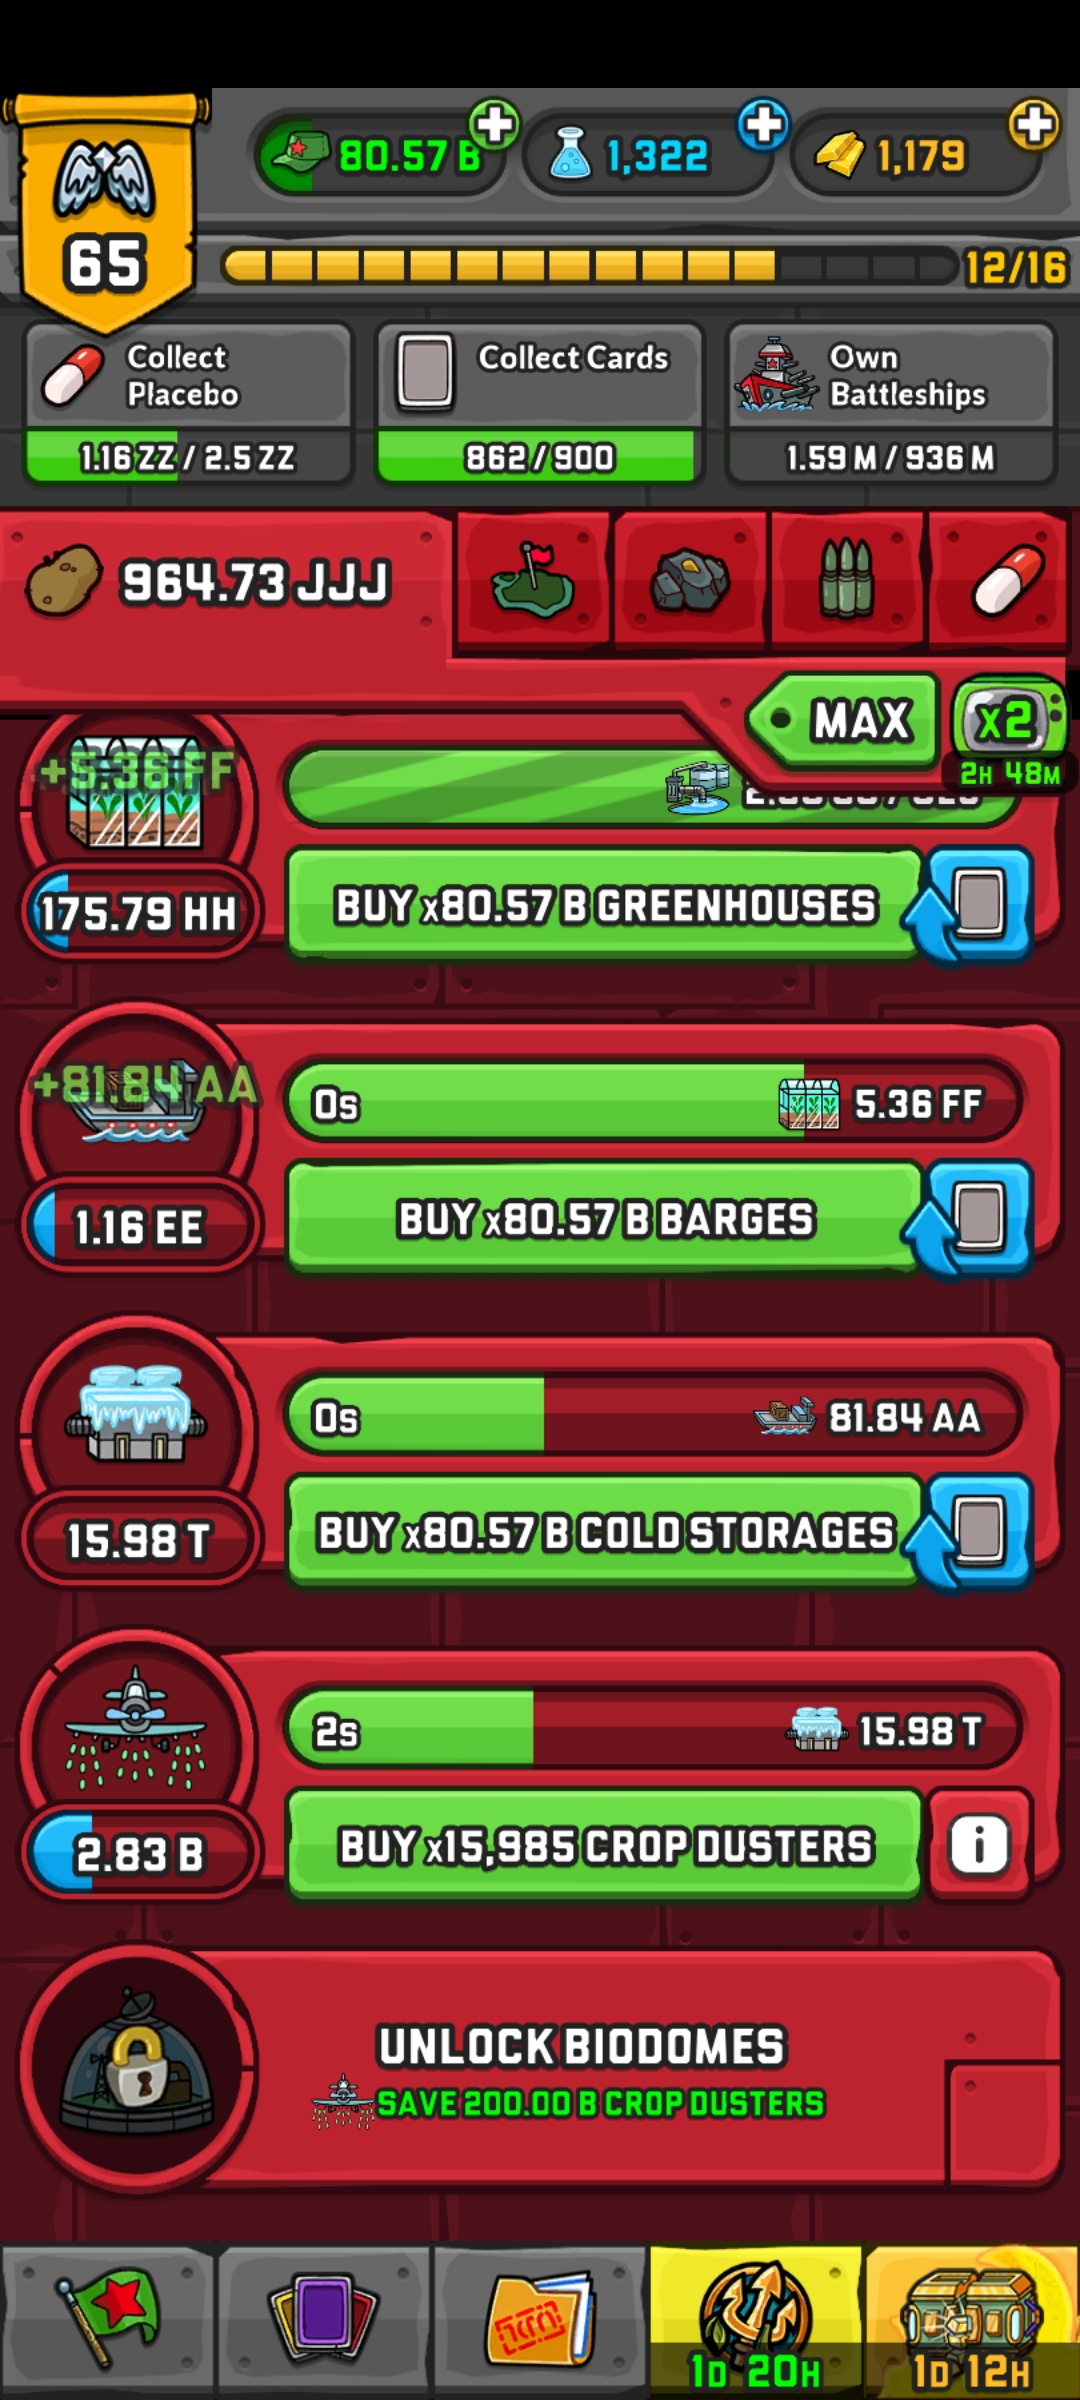 80.57 B
1,322
1,179
65
12/16
Collect
Placebo
1.16 ZZ / 2.5 ZZ
Collect Cards
862/900
Own
Battleships
1.59 M / 936 M
964.73 JJJ
MAX
x2
2H 48M
+5.36 FF
175.79 HH
BUY x80.57 B GREENHOUSES
+81.84 AA
0s
5.36 FF
1.16 EE
BUY x80.57 B BARGES
0s
81.84 AA
15.98 T
BUY x80.57 B COLD STORAGES
2s
15.98 T
2.83 B
BUY x15,985 CROP DUSTERS
i
UNLOCK BIODOMES
SAVE 200.00 B CROP DUSTERS
1D 20H
1D 12H